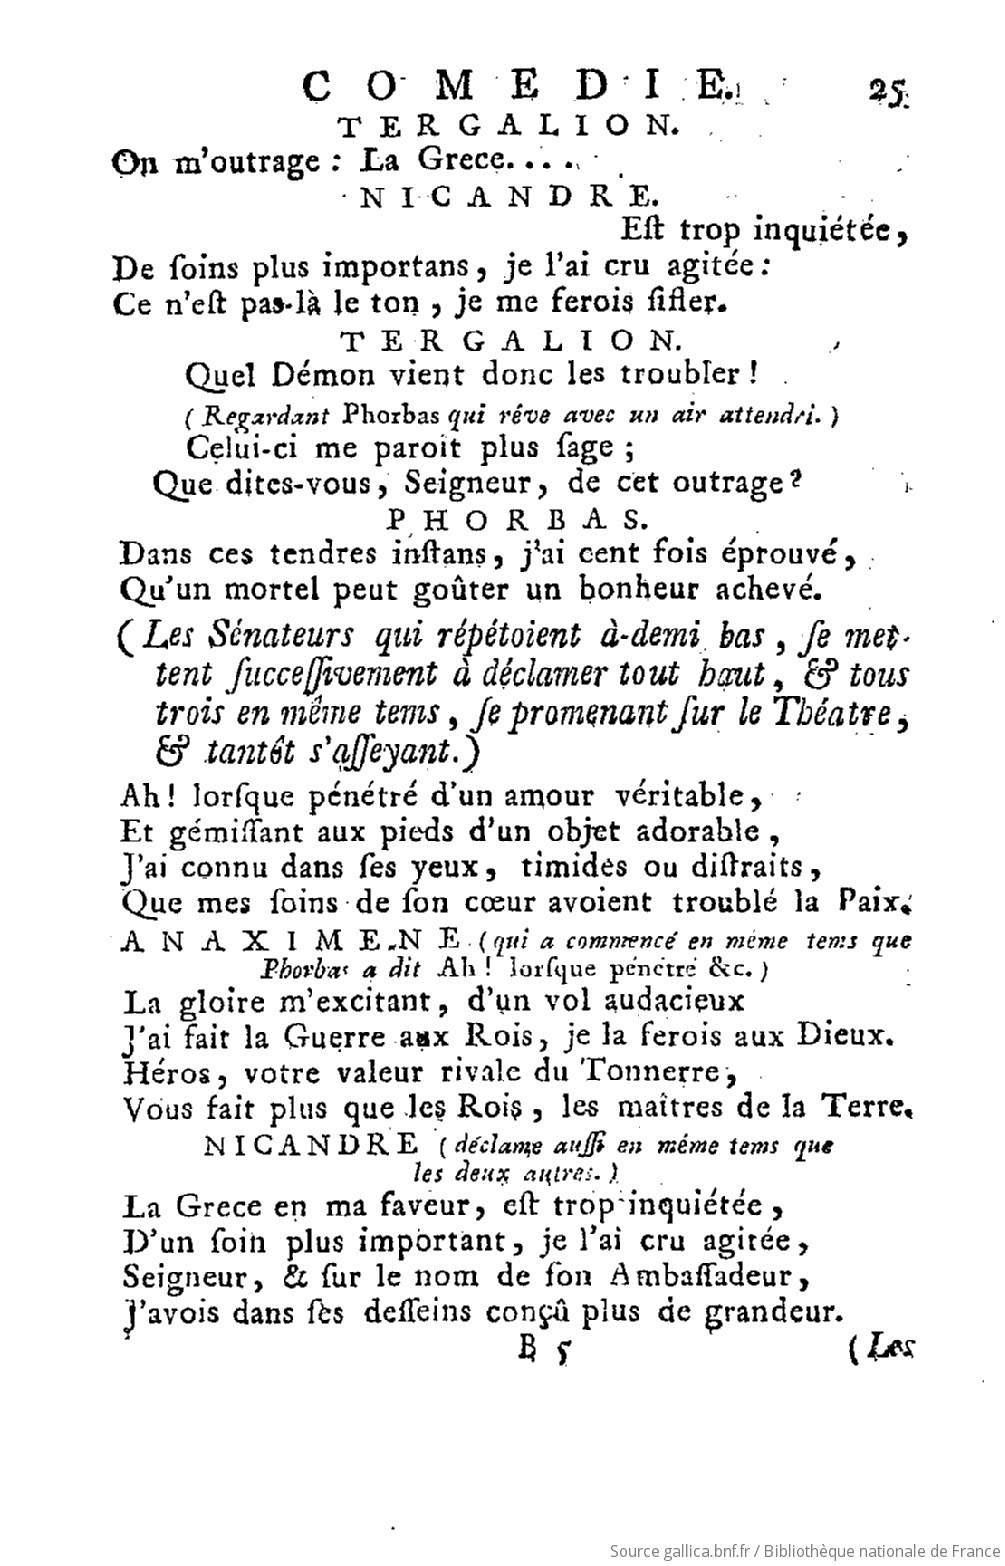 COMEDIE. 25
TERGALION.
On m'outrage : La Grece. . . .
NICANDRE.
Eſt trop inquiétée,
De ſoins plus importans, je l'ai cru agitée:
Ce n'eſt pas-là le ton, je me ferois ſifler.
TERGALION.
Quel Démon vient donc les troubler !
(Regardant Phorbas qui réve avec un air attendri.)
Celui-ci me paroit plus ſage ;
Que dites-vous, Seigneur, de cet outrage?
PHORBAS.
Dans ces tendres inſtans, j'ai cent fois éprouvé,
Qu'un mortel peut goûter un bonheur achevé.
(Les Sénateurs qui répétoient à-demi bas, ſe met-
tent ſucceſſivement à déclamer tout haut, & tous
trois en même tems, ſe promenant ſur le Théatre,
& tantôt s'aſſeyant.)
Ah! lorſque pénétré d'un amour véritable,
Et gémiſſant aux pieds d'un objet adorable,
J'ai connu dans ſes yeux, timides ou diſtraits,
Que mes ſoins de ſon cœur avoient troublé la Paix.
ANAXIMENE (qui a commencé en même tems que
Phorbas a dit Ah! lorſque pénétré &c.)
La gloire m'excitant, d'un vol audacieux
J'ai fait la Guerre aux Rois, je la ferois aux Dieux.
Héros, votre valeur rivale du Tonnerre,
Vous fait plus que les Rois, les maîtres de la Terre.
NICANDRE (déclame auſſi en même tems que
les deux autres.)
La Grece en ma faveur, eſt trop inquiétée,
D'un ſoin plus important, je l'ai cru agitée,
Seigneur, & ſur le nom de ſon Ambaſſadeur,
J'avois dans ſes deſſeins conçû plus de grandeur.
B 5 (Les
Source gallica.bnf.fr / Bibliothèque nationale de France